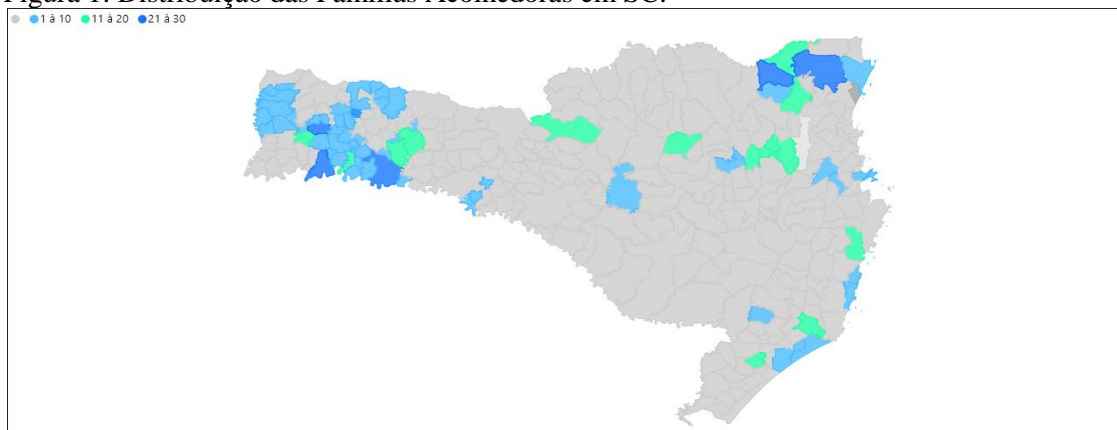 Figura 1: Distribuição das Famílias Acolhedoras em SC.
1 à 10 11 à 20 21 à 30